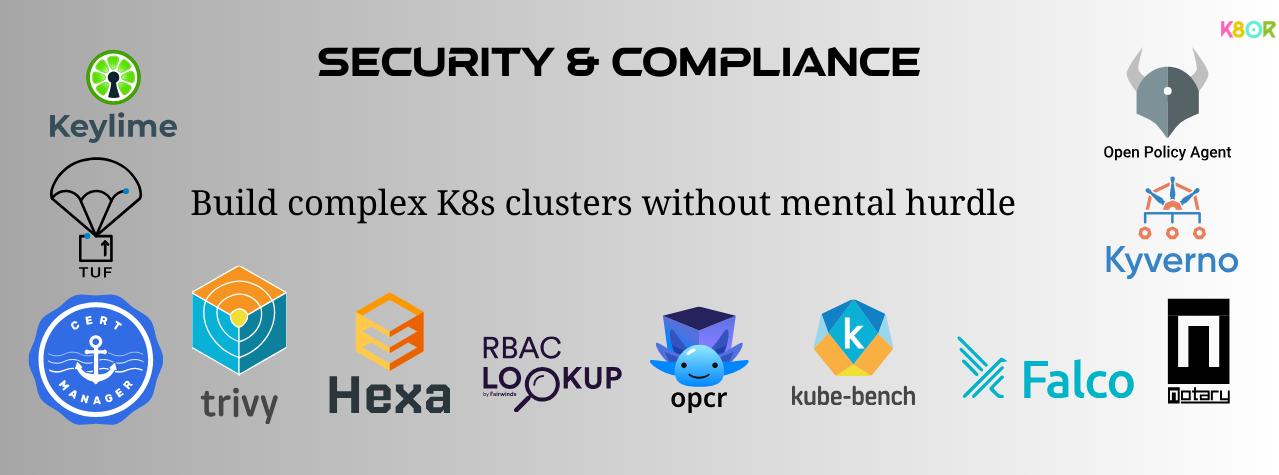 K8OR
SECURITY & COMPLIANCE
Keylime
Open Policy Agent
TUF
Build complex K8s clusters without mental hurdle
Kyverno
CERT
MANAGER
trivy
Hexa
RBAC
LOOKUP
by Fairwinds
opcr
k
kube-bench
Falco
n
notary